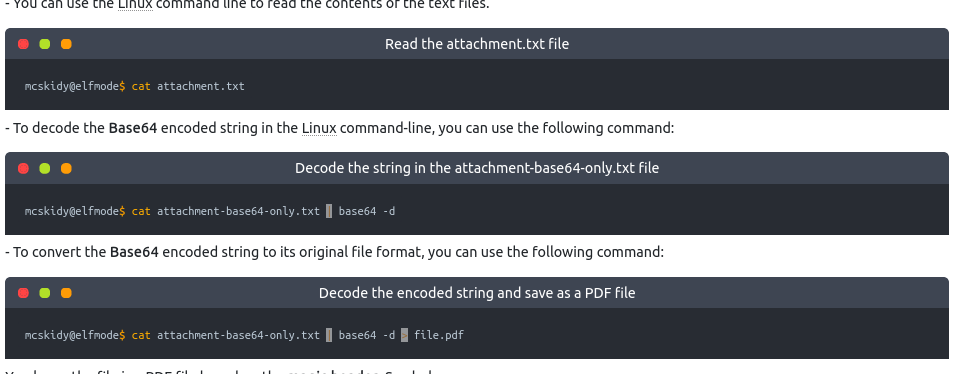 - You can use the Linux command line to read the contents of the text files.
Read the attachment.txt file
mcskidy@elfmode$ cat attachment.txt
- To decode the Base64 encoded string in the Linux command-line, you can use the following command:
Decode the string in the attachment-base64-only.txt file
mcskidy@elfmode$ cat attachment-base64-only.txt | base64 -d
- To convert the Base64 encoded string to its original file format, you can use the following command:
Decode the encoded string and save as a PDF file
mcskidy@elfmode$ cat attachment-base64-only.txt | base64 -d > file.pdf